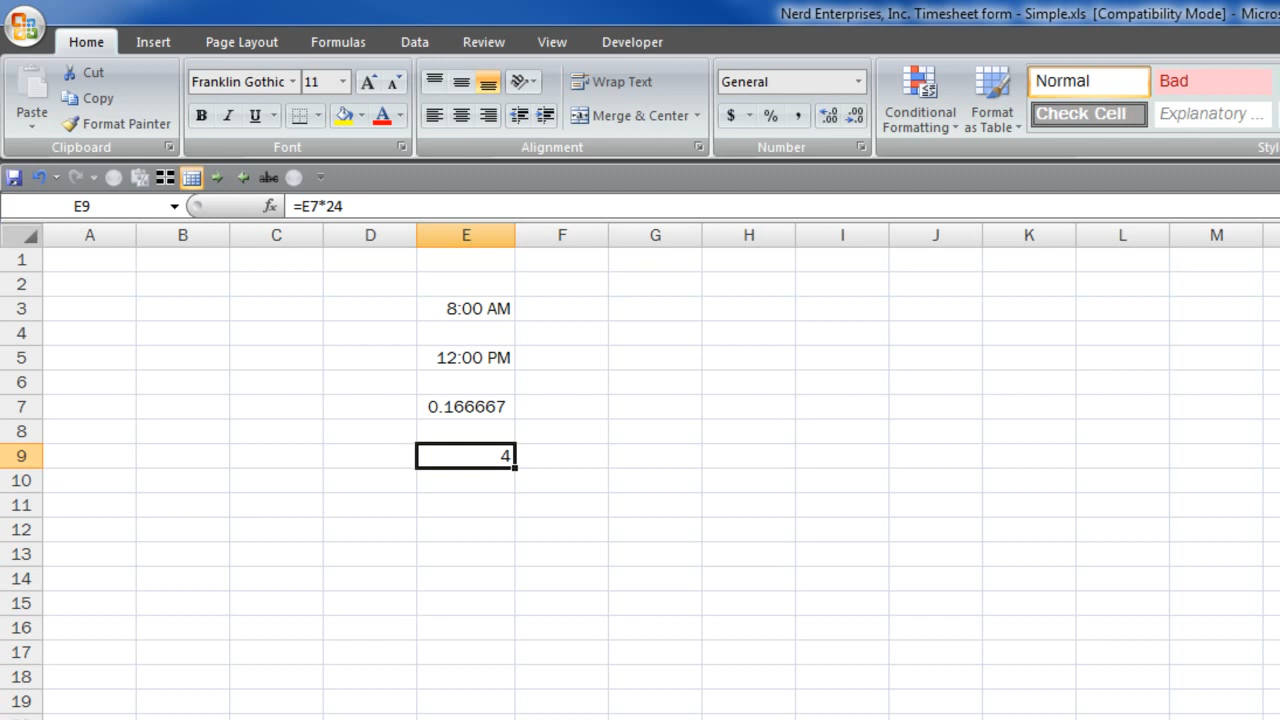 Nerd Enterprises, Inc. Timesheet form - Simple.xls [Compatibility Mode] - Micros
Home Insert Page Layout Formulas Data Review View Developer
Paste Cut Copy Format Painter
Franklin Gothic 11 A A
B I U A
Wrap Text
Merge & Center
General
$ % ,
Conditional Formatting
Format as Table
Normal Bad
Check Cell Explanatory ...
Clipboard Font Alignment Number Styl
abc
E9 fx =E7*24
A B C D E F G H I J K L M
1
2
3 8:00 AM
4
5 12:00 PM
6
7 0.166667
8
9 4
10
11
12
13
14
15
16
17
18
19